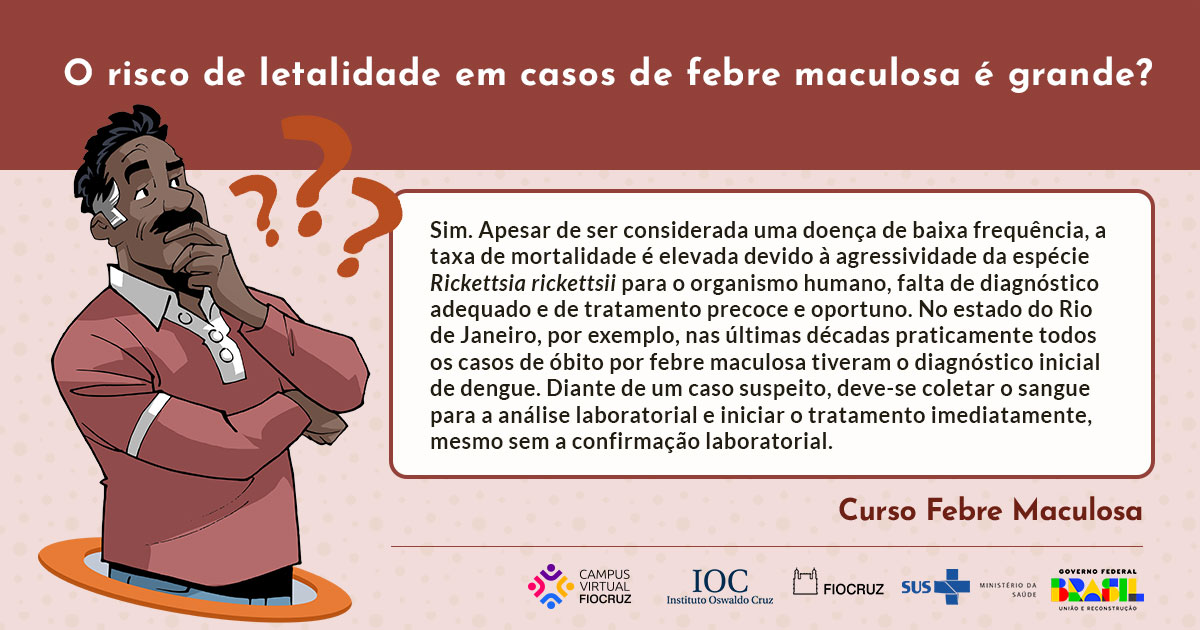 O risco de letalidade em casos de febre maculosa é grande?
???
Sim. Apesar de ser considerada uma doença de baixa frequência, a
taxa de mortalidade é elevada devido à agressividade da espécie
Rickettsia rickettsii para o organismo humano, falta de diagnóstico
adequado e de tratamento precoce e oportuno. No estado do Rio
de Janeiro, por exemplo, nas últimas décadas praticamente todos
os casos de óbito por febre maculosa tiveram o diagnóstico inicial
de dengue. Diante de um caso suspeito, deve-se coletar o sangue
para a análise laboratorial e iniciar o tratamento imediatamente,
mesmo sem a confirmação laboratorial.
Curso Febre Maculosa
CAMPUS
VIRTUAL
FIOCRUZ
IOC
Instituto Oswaldo Cruz
FIOCRUZ
SUS
MINISTÉRIO DA
SAÚDE
GOVERNO FEDERAL
BRASIL
UNIÃO E RECONSTRUÇÃO